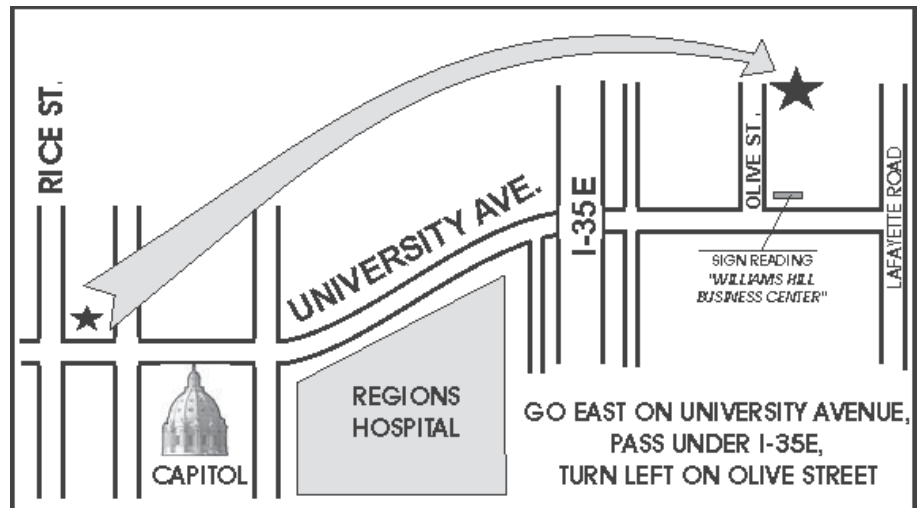 RICE ST.
UNIVERSITY AVE.
I-35E
OLIVE ST.
LAFAYETTE ROAD
SIGN READING
"WILLIAMS HILL
BUSINESS CENTER"
CAPITOL
REGIONS
HOSPITAL
GO EAST ON UNIVERSITY AVENUE,
PASS UNDER I-35E,
TURN LEFT ON OLIVE STREET